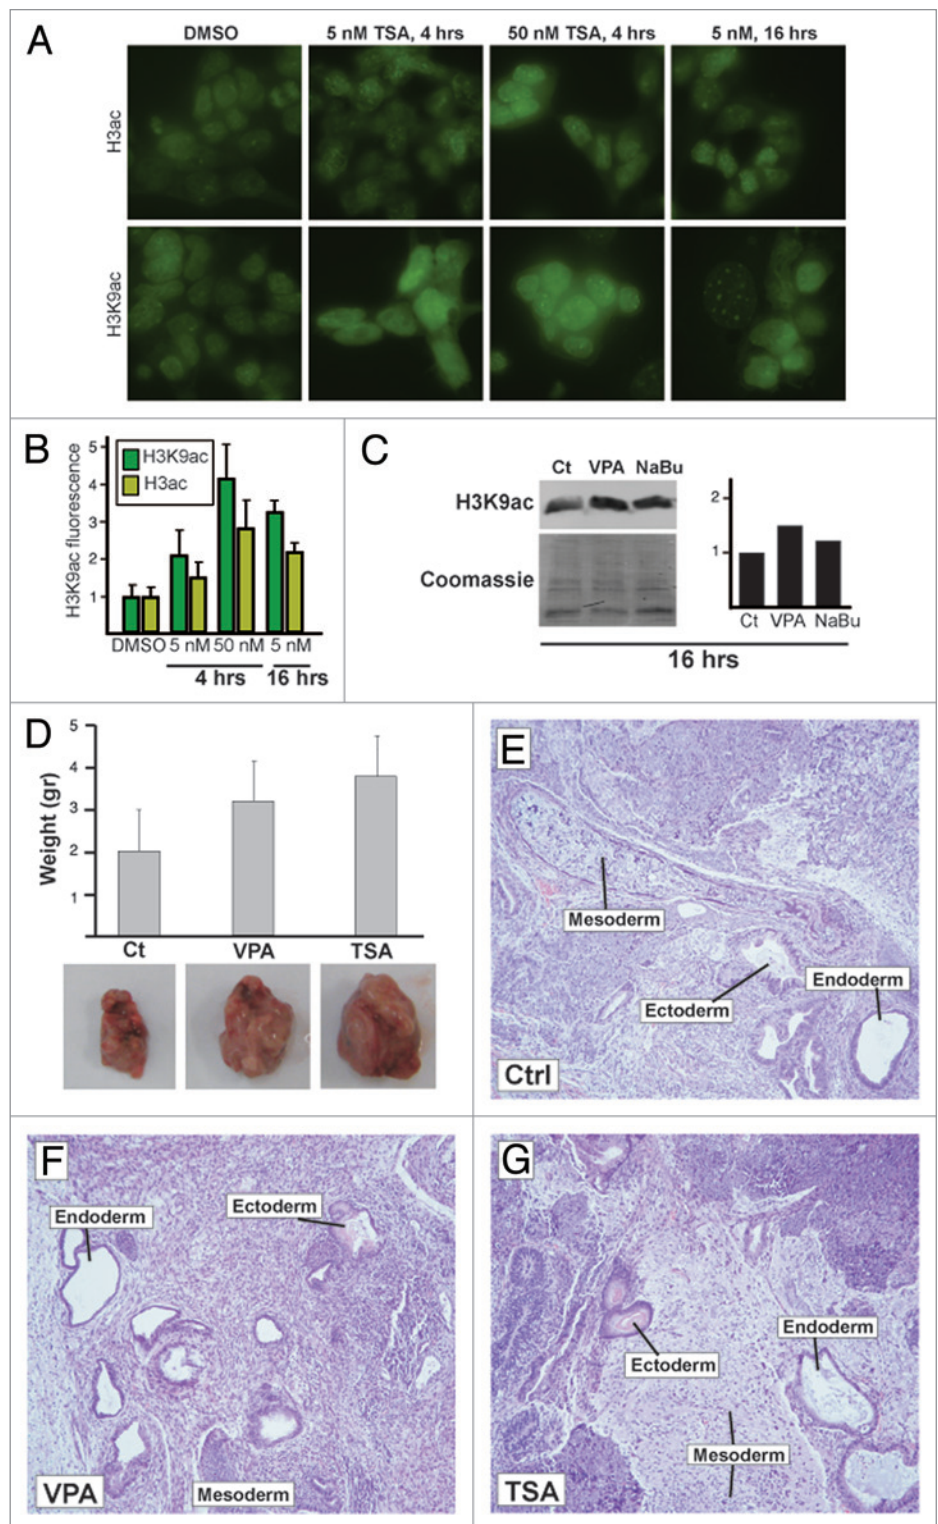 A
DMSO
5 nM TSA, 4 hrs
50 nM TSA, 4 hrs
5 nM, 16 hrs
H3ac
H3K9ac
B
H3K9ac fluorescence
5
4
3
2
1
H3K9ac
H3ac
DMSO 5 nM 50 nM 5 nM
4 hrs 16 hrs
C
Ct VPA NaBu
H3K9ac
Coomassie
2
1
Ct VPA NaBu
16 hrs
D
Weight (gr)
5
4
3
2
1
Ct VPA TSA
E
Mesoderm
Ectoderm
Endoderm
Ctrl
F
Endoderm
Ectoderm
Mesoderm
VPA
G
Ectoderm
Endoderm
Mesoderm
TSA